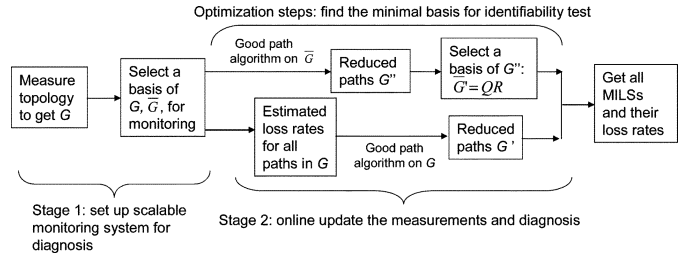 Optimization steps: find the minimal basis for identifiability test
Measure
topology
to get G
Select a
basis of
G, G̅, for
monitoring
Good path
algorithm on G̅
Reduced
paths G"
Select a
basis of G":
G̅'=QR
Estimated
loss rates
for all
paths in G
Good path
algorithm on G
Reduced
paths G '
Get all
MILSs
and their
loss rates
Stage 1: set up scalable
monitoring system for
diagnosis
Stage 2: online update the measurements and diagnosis